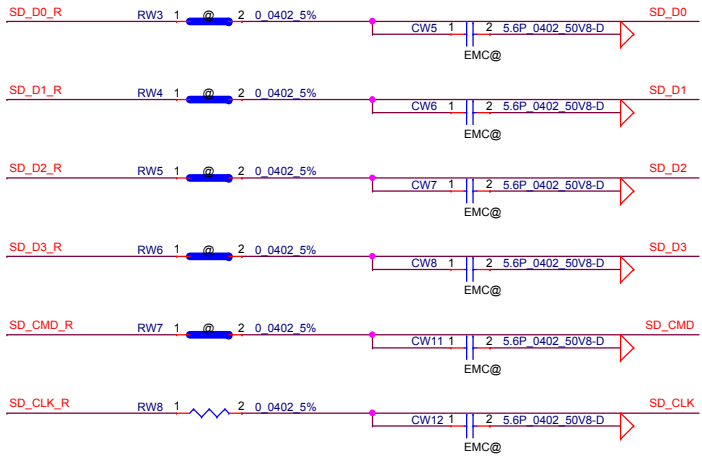 SD_D0_R RW3 1 @ 2 0_0402_5% SD_D0
CW5 1 2 5.6P_0402_50V8-D
EMC@
SD_D1_R RW4 1 @ 2 0_0402_5% SD_D1
CW6 1 2 5.6P_0402_50V8-D
EMC@
SD_D2_R RW5 1 @ 2 0_0402_5% SD_D2
CW7 1 2 5.6P_0402_50V8-D
EMC@
SD_D3_R RW6 1 @ 2 0_0402_5% SD_D3
CW8 1 2 5.6P_0402_50V8-D
EMC@
SD_CMD_R RW7 1 @ 2 0_0402_5% SD_CMD
CW11 1 2 5.6P_0402_50V8-D
EMC@
SD_CLK_R RW8 1 2 0_0402_5% SD_CLK
CW12 1 2 5.6P_0402_50V8-D
EMC@